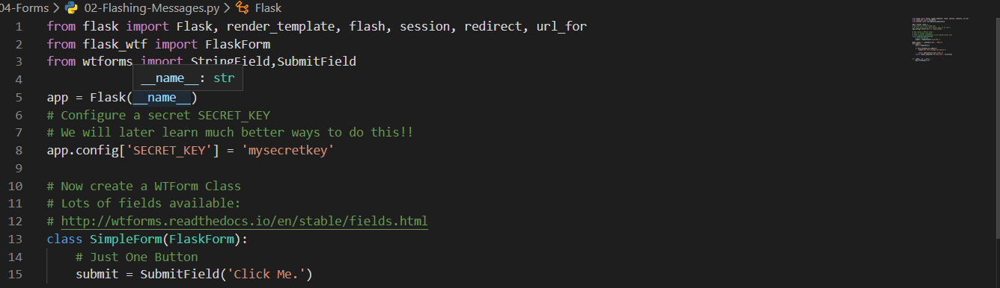 04-Forms > 02-Flashing-Messages.py > Flask
1 from flask import Flask, render_template, flash, session, redirect, url_for
2 from flask_wtf import FlaskForm
3 from wtforms import StringField,SubmitField
__name__: str
4
5 app = Flask(__name__)
6 # Configure a secret SECRET_KEY
7 # We will later learn much better ways to do this!!
8 app.config['SECRET_KEY'] = 'mysecretkey'
9
10 # Now create a WTForm Class
11 # Lots of fields available:
12 # http://wtforms.readthedocs.io/en/stable/fields.html
13 class SimpleForm(FlaskForm):
14 # Just One Button
15 submit = SubmitField('Click Me.')